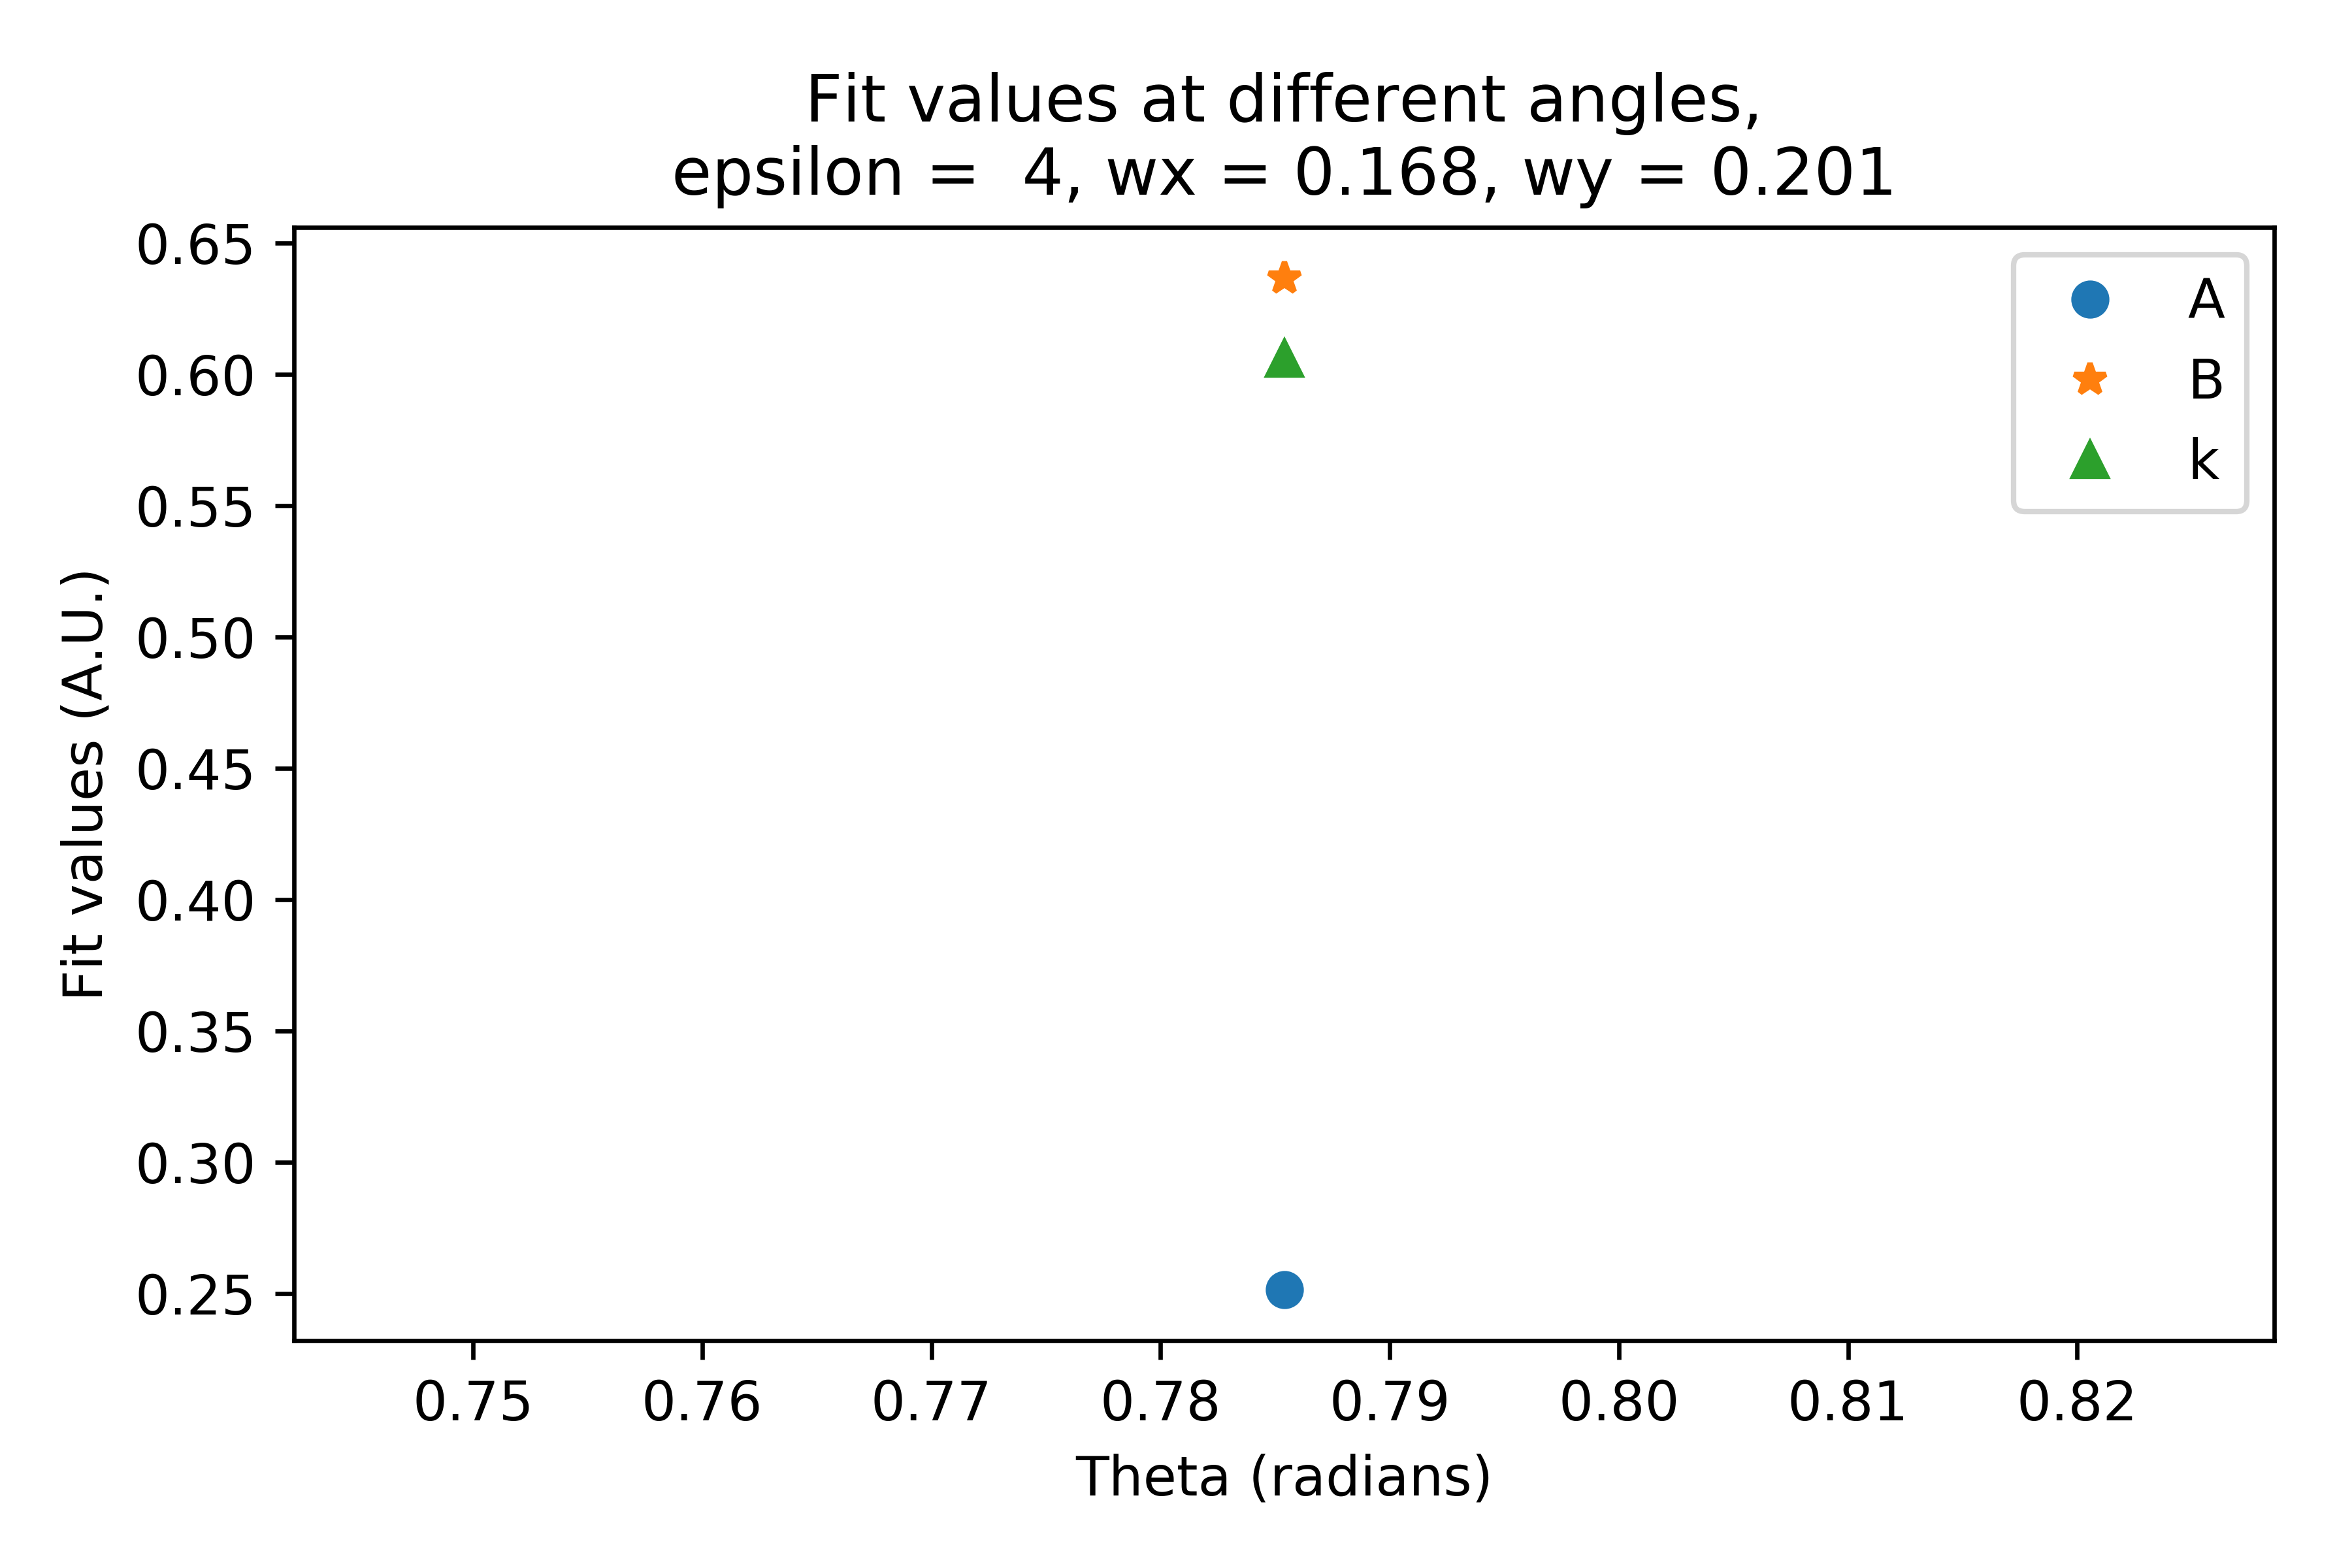 Fit values at different angles,
epsilon =  4, wx = 0.168, wy = 0.201
0.65
0.60
0.55
0.50
0.45
0.40
0.35
0.30
0.25
Fit values (A.U.)
A
B
k
0.75 0.76 0.77 0.78 0.79 0.80 0.81 0.82
Theta (radians)